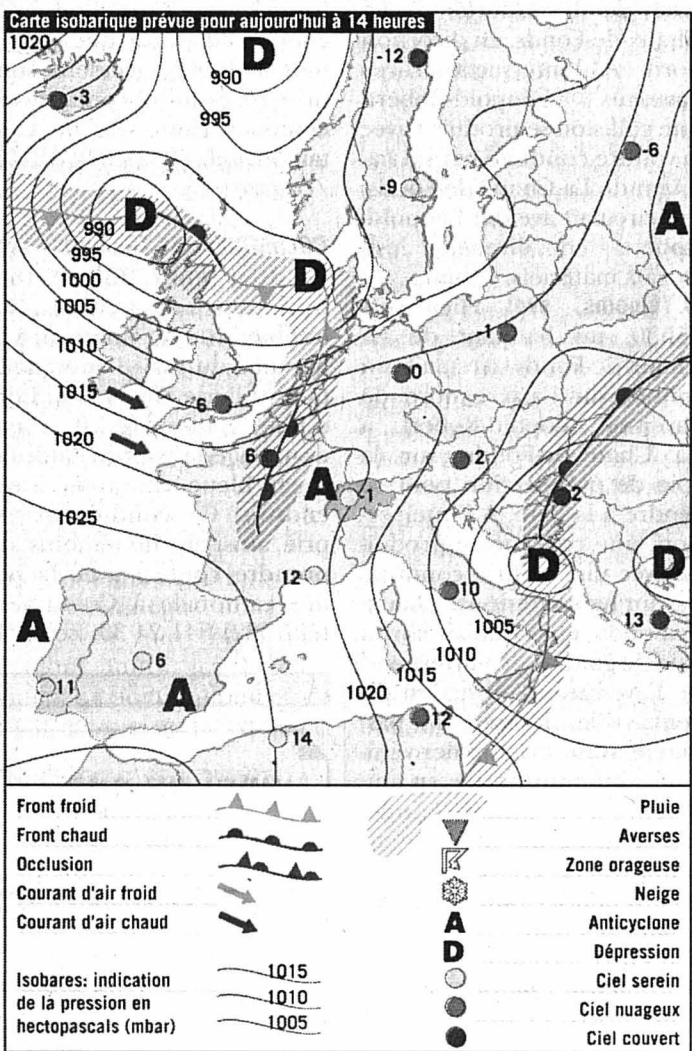 Carte isobarique prévue pour aujourd'hui à 14 heures
1020
990
D
-12
-3
995
-6
-9
A
990
D
995
D
1000
1005
-1
1010
0
1015
6
1020
6
2
A
-1
2
1025
D
D
12
10
1005
13
A
6
1010
11
A
1015
12
1020
14
Front froid
Front chaud
Occlusion
Courant d'air froid
Courant d'air chaud
Isobares: indication
de la pression en
hectopascals (mbar)
1015
1010
1005
Pluie
Averses
Zone orageuse
Neige
A Anticyclone
D Dépression
Ciel serein
Ciel nuageux
Ciel couvert